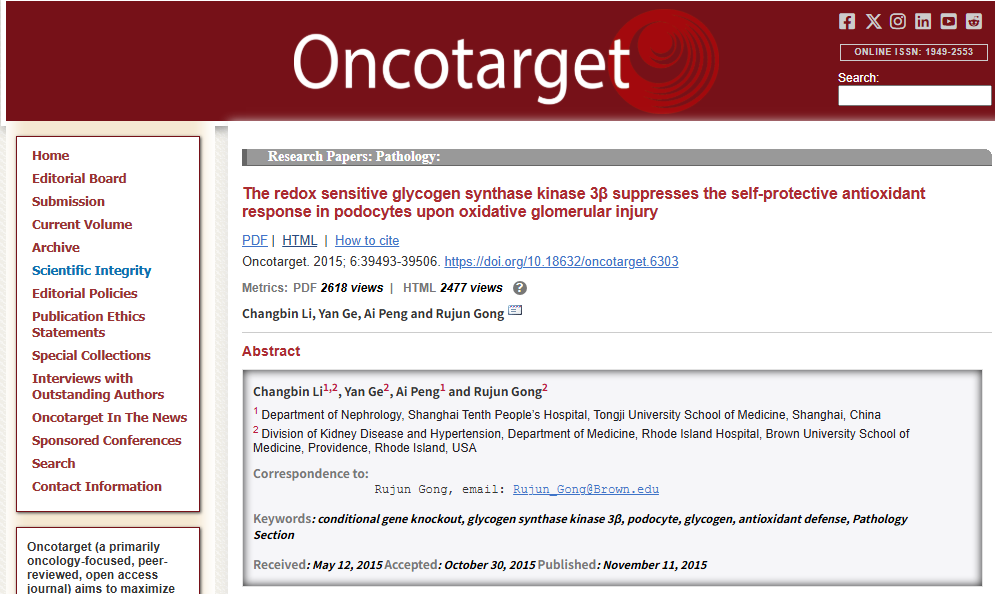 Oncotarget
ONLINE ISSN: 1949-2553
Search:
Home
Editorial Board
Submission
Current Volume
Archive
Scientific Integrity
Editorial Policies
Publication Ethics
Statements
Special Collections
Interviews with
Outstanding Authors
Oncotarget In The News
Sponsored Conferences
Search
Contact Information
Oncotarget (a primarily
oncology-focused, peer-
reviewed, open access
journal) aims to maximize
Research Papers: Pathology:
The redox sensitive glycogen synthase kinase 3β suppresses the self-protective antioxidant
response in podocytes upon oxidative glomerular injury
PDF | HTML | How to cite
Oncotarget. 2015; 6:39493-39506. https://doi.org/10.18632/oncotarget.6303
Metrics: PDF 2618 views | HTML 2477 views ?
Changbin Li, Yan Ge, Ai Peng and Rujun Gong
Abstract
Changbin Li1,2, Yan Ge2, Ai Peng1 and Rujun Gong2
1 Department of Nephrology, Shanghai Tenth People’s Hospital, Tongji University School of Medicine, Shanghai, China
2 Division of Kidney Disease and Hypertension, Department of Medicine, Rhode Island Hospital, Brown University School of
Medicine, Providence, Rhode Island, USA
Correspondence to:
Rujun Gong, email: Rujun_Gong@Brown.edu
Keywords: conditional gene knockout, glycogen synthase kinase 3β, podocyte, glycogen, antioxidant defense, Pathology
Section
Received: May 12, 2015 Accepted: October 30, 2015 Published: November 11, 2015